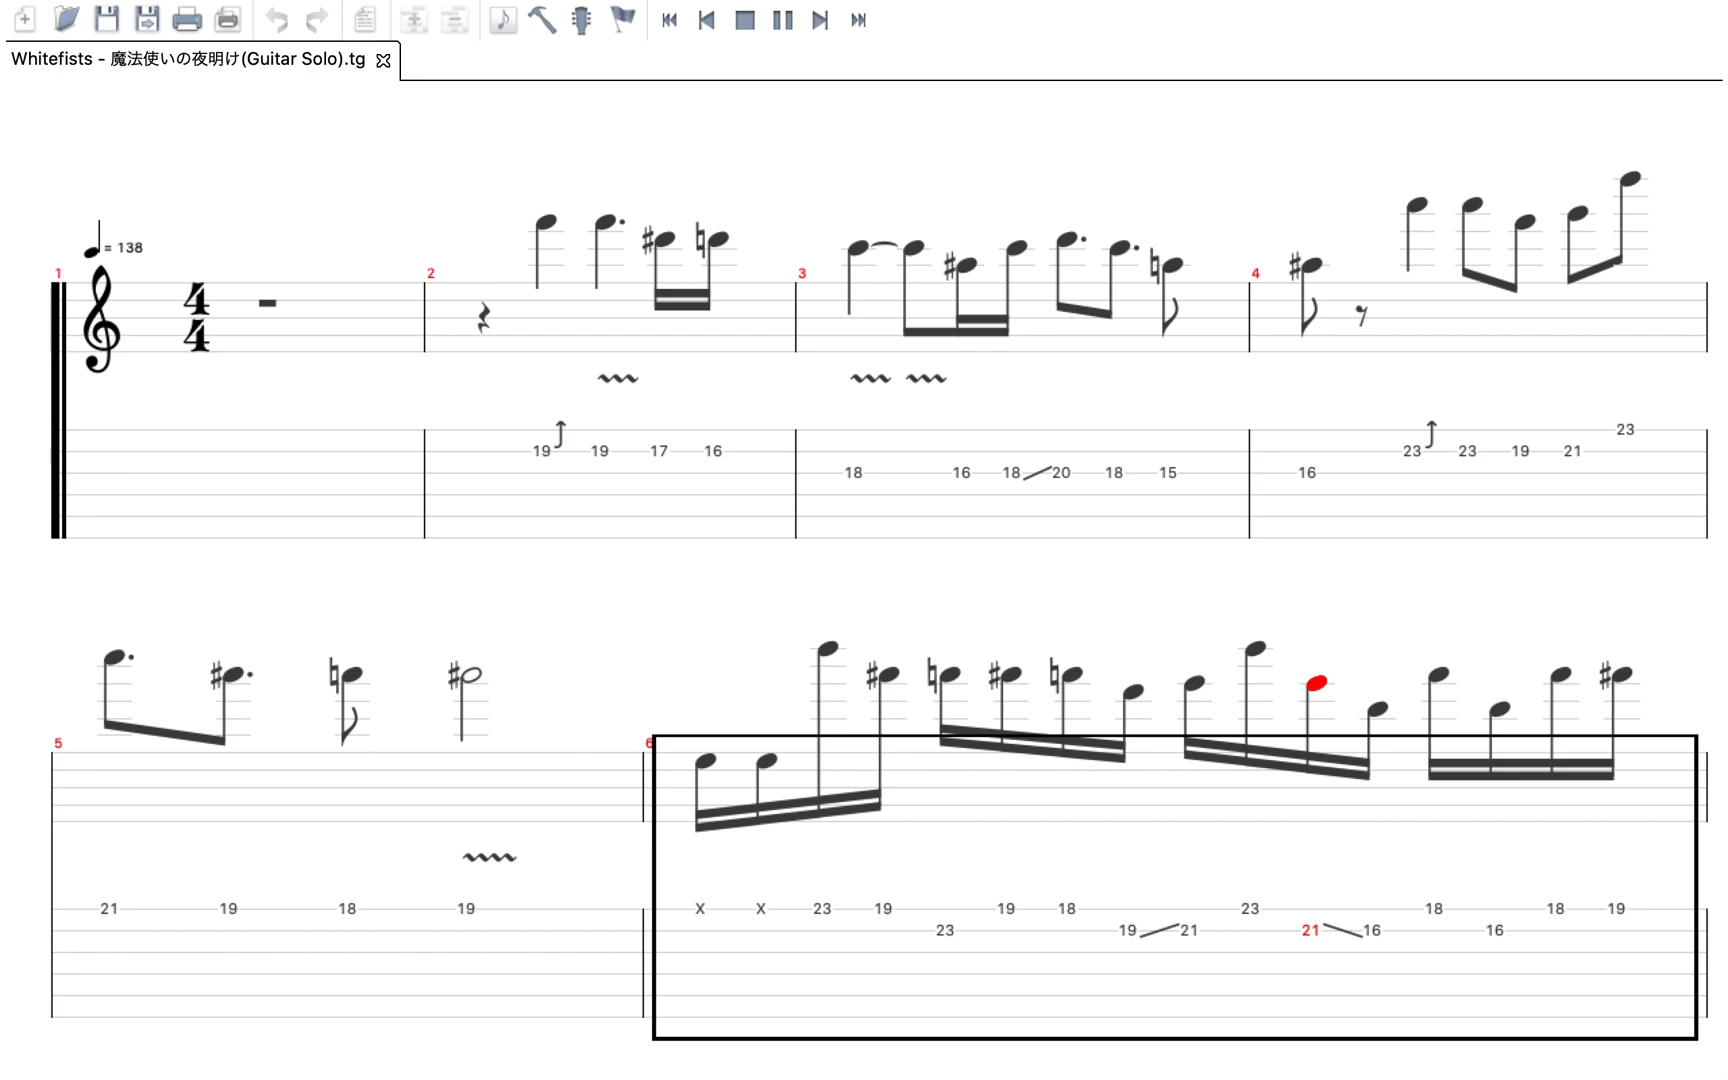 Whitefists - 魔法使いの夜明け(Guitar Solo).tg
= 138
1 2 3 4
4
4
19 19 17 16
18 16 18 20 18 15
16 23 23 19 21 23
5 6
21 19 18 19
X X 23 19 23 19 18 19 21 23 21 16 18 16 18 19